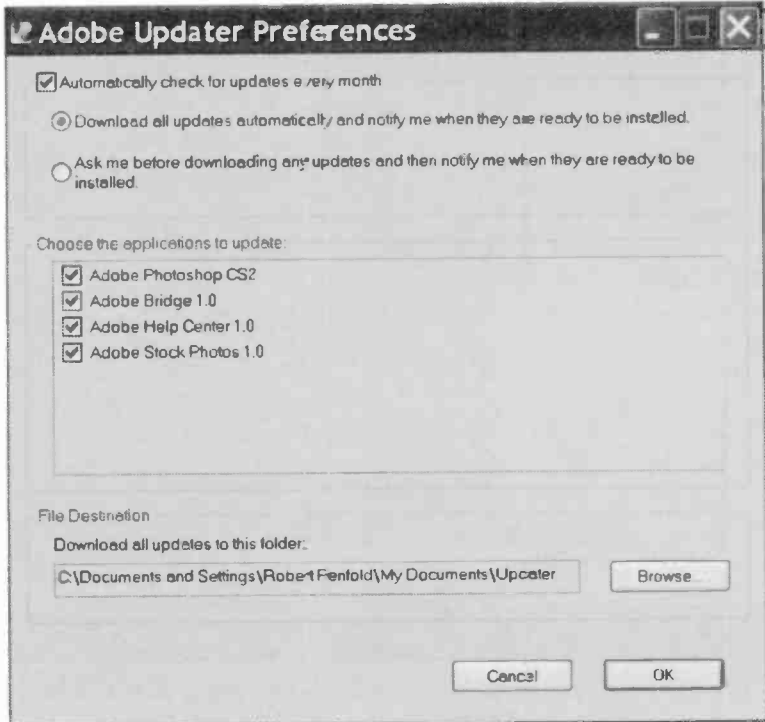 Adobe Updater Preferences
Automatically check for updates every month
Download all updates automatically and notify me when they are ready to be installed.
Ask me before downloading any updates and then notify me when they are ready to be
installed.
Choose the applications to update:
Adobe Photoshop CS2
Adobe Bridge 1.0
Adobe Help Center 1.0
Adobe Stock Photos 1.0
File Destination
Download all updates to this folder:
C:\Documents and Settings\Robert Penfold\My Documents\Updater
Browse...
Cancel
OK